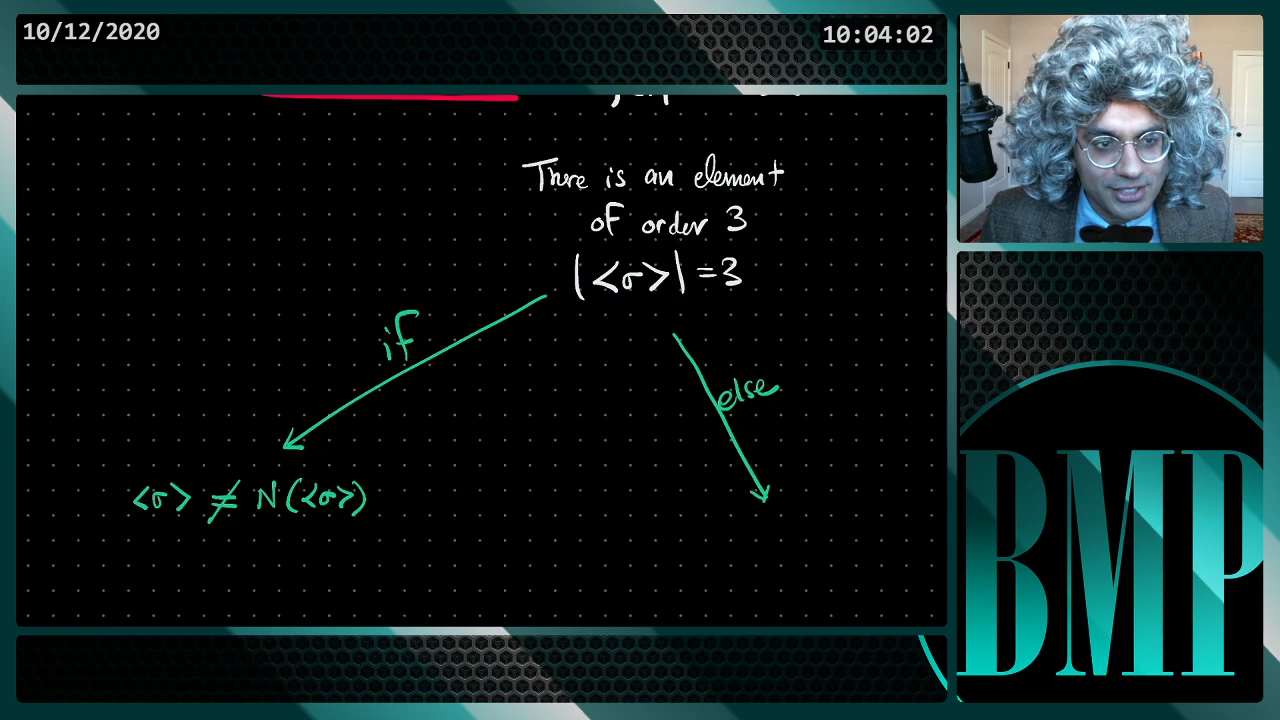 10/12/2020
10:04:02
There is an element
of order 3
|<σ>| = 3
if
else
<σ> ≠ N(<σ>)
BMP